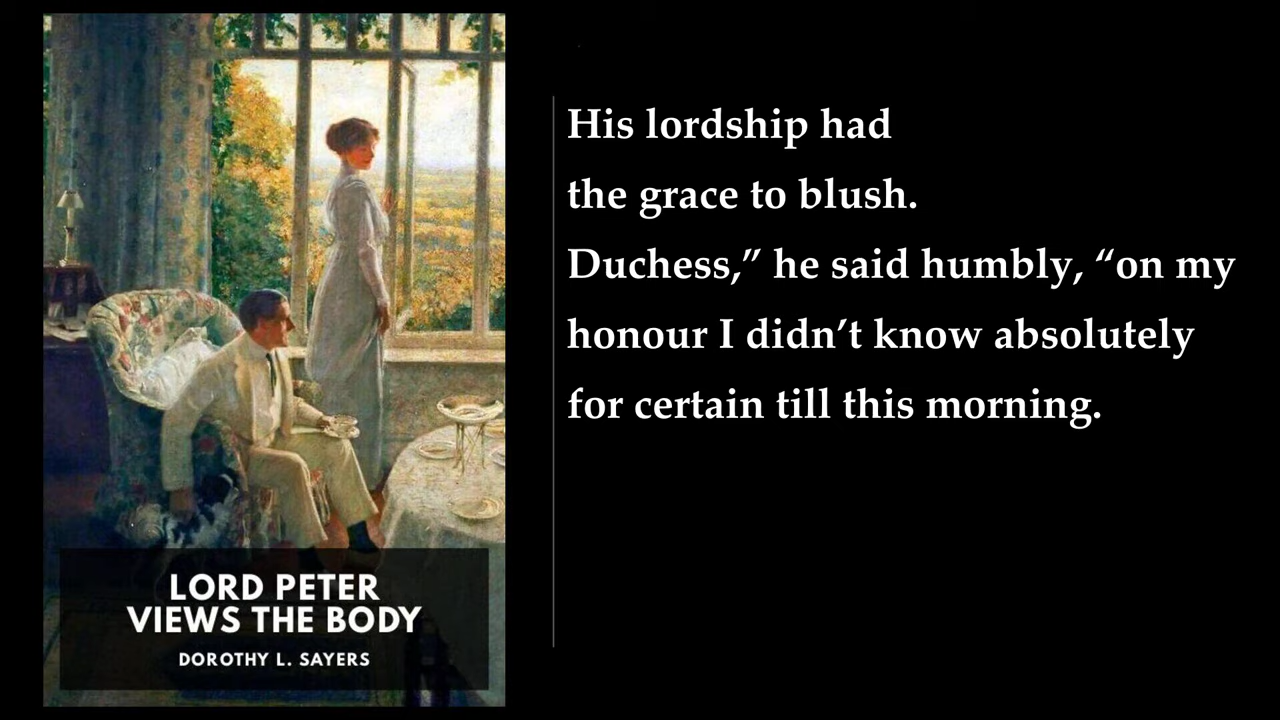 His lordship had
the grace to blush.
Duchess,” he said humbly, “on my
honour I didn’t know absolutely
for certain till this morning.
LORD PETER
VIEWS THE BODY
DOROTHY L. SAYERS